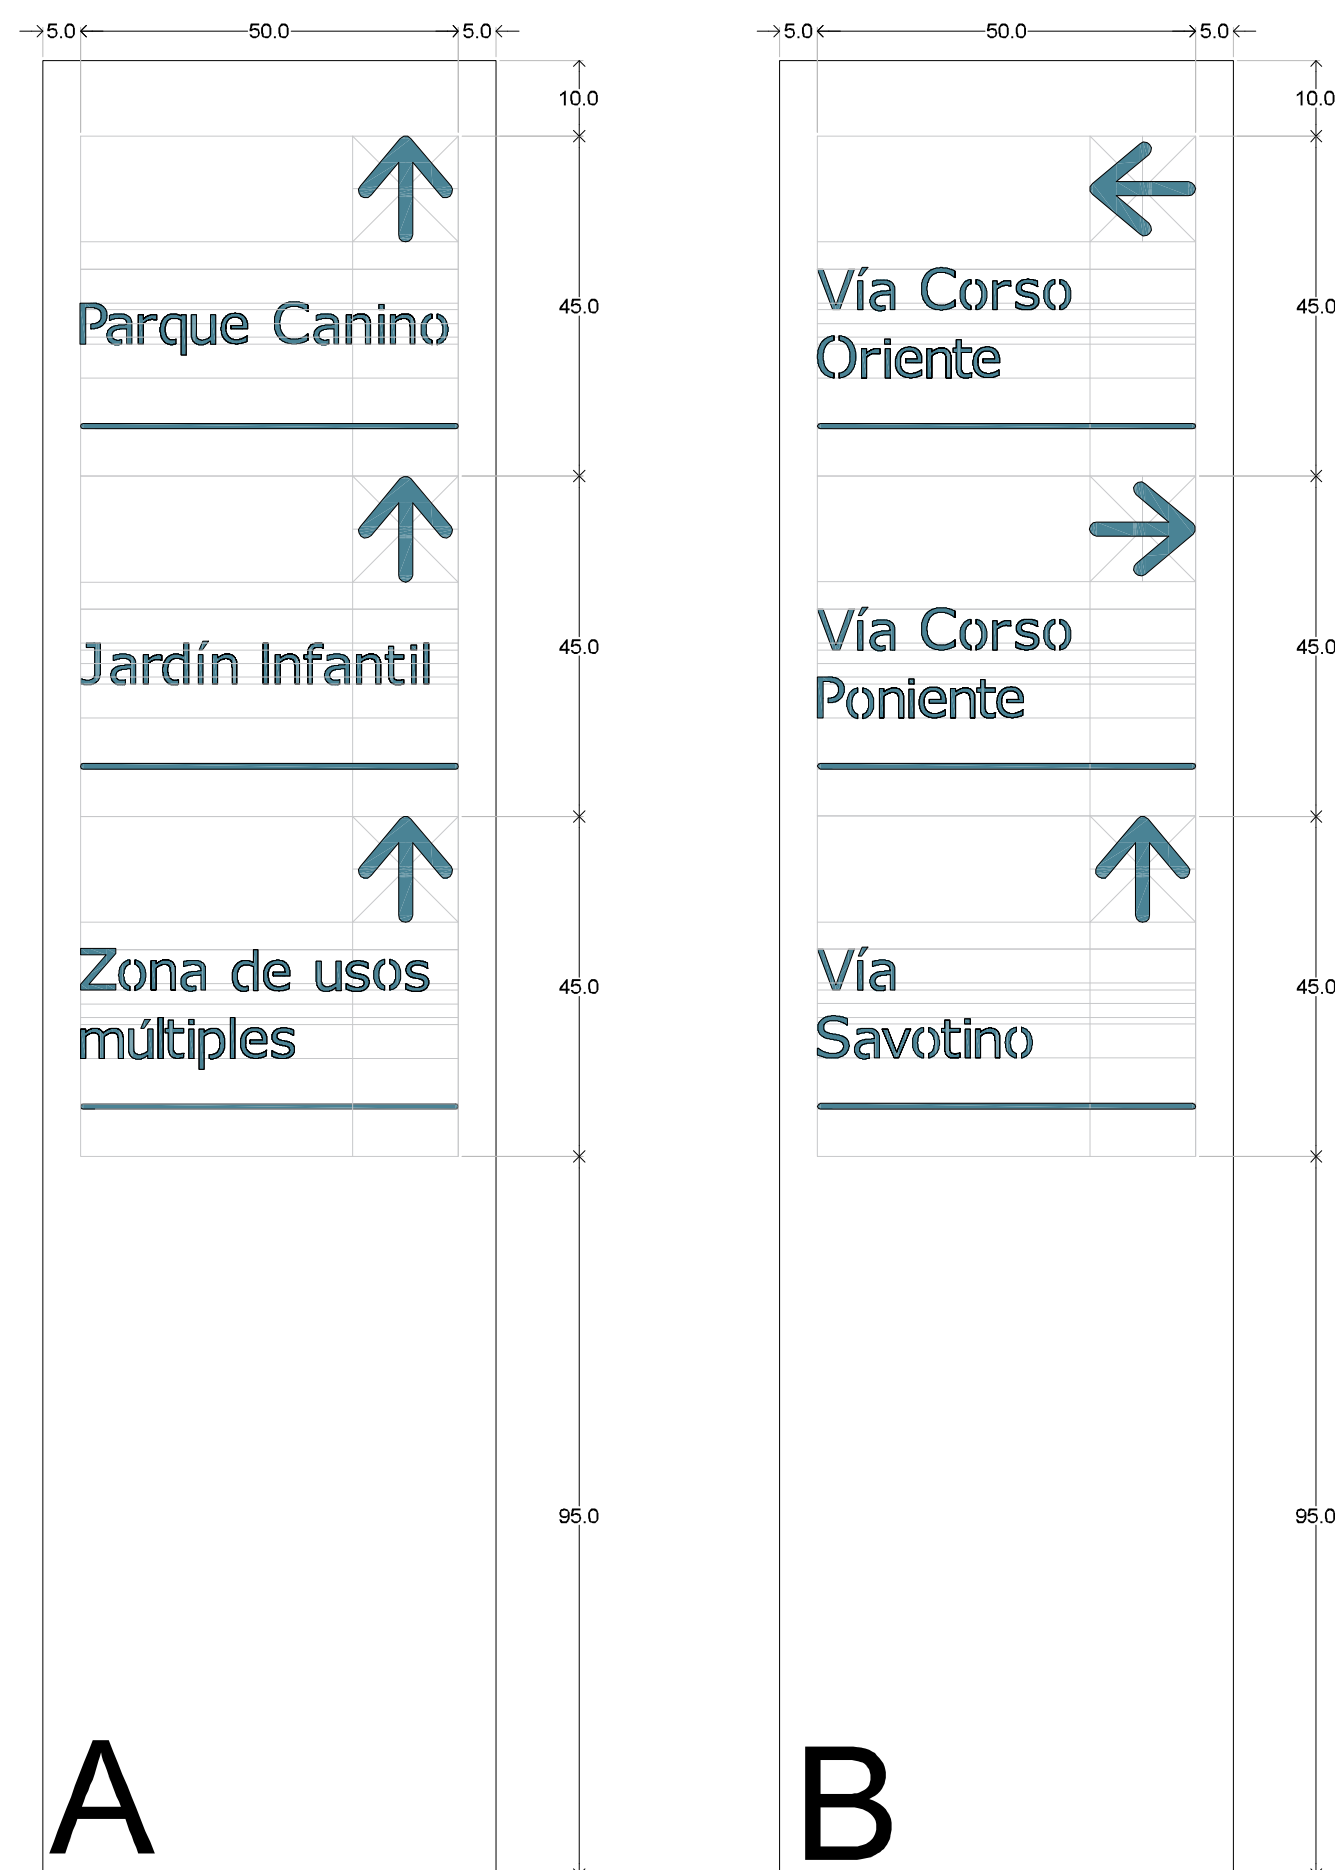 5.0 50.0 5.0
10.0
Parque Canino
45.0
Jardín Infantil
45.0
Zona de usos
múltiples
45.0
95.0
A
5.0 50.0 5.0
10.0
Vía Corso
Oriente
45.0
Vía Corso
Poniente
45.0
Vía
Savotino
45.0
95.0
B